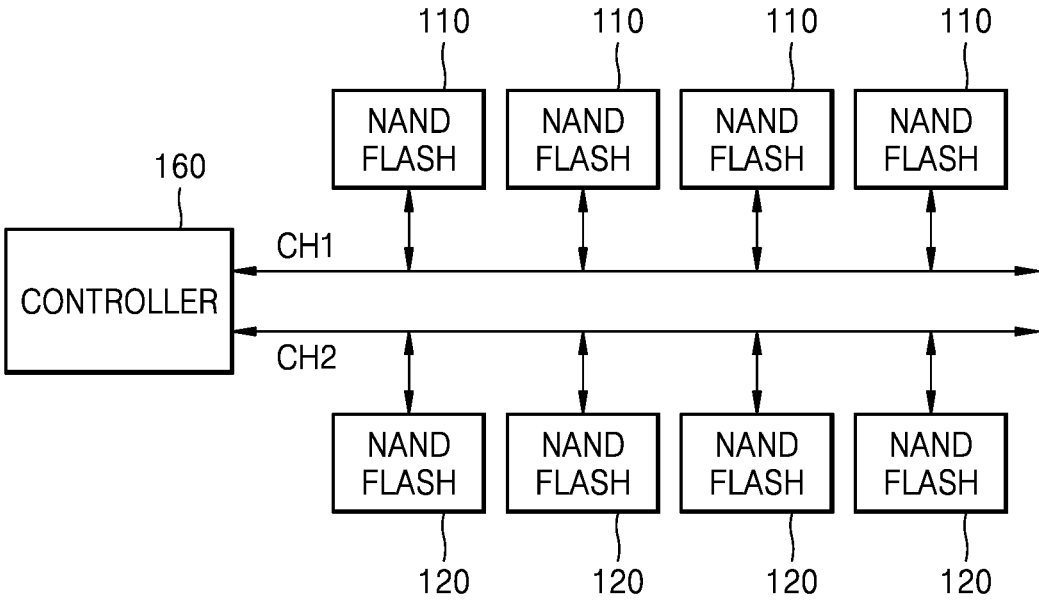 110 110 110 110
NAND FLASH NAND FLASH NAND FLASH NAND FLASH
160
CH1
CONTROLLER
CH2
NAND FLASH NAND FLASH NAND FLASH NAND FLASH
120 120 120 120